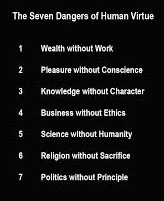 The Seven Dangers of Human Virtue
1 Wealth without Work
2 Pleasure without Conscience
3 Knowledge without Character
4 Business without Ethics
5 Science without Humanity
6 Religion without Sacrifice
7 Politics without Principle